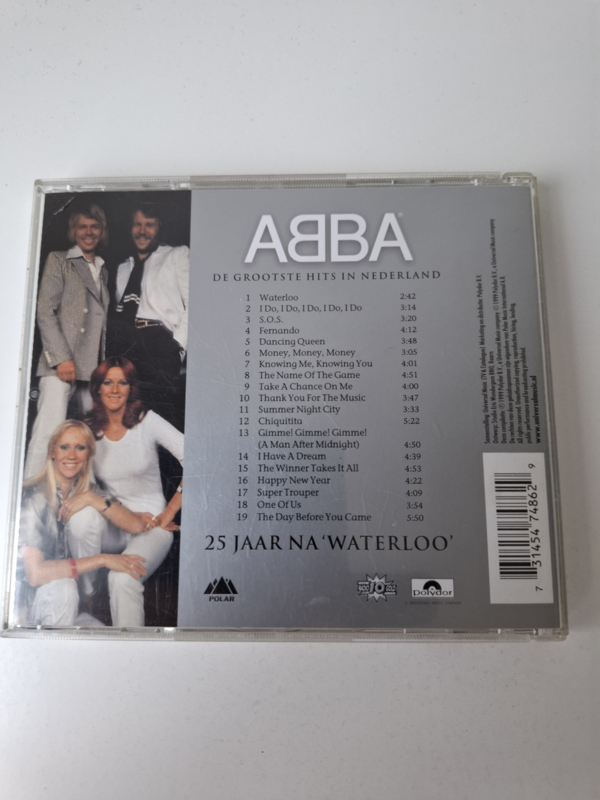 ABBA®
DE GROOTSTE HITS IN NEDERLAND
1 Waterloo 2:42
2 I Do, I Do, I Do, I Do, I Do 3:14
3 S.O.S. 3:20
4 Fernando 4:12
5 Dancing Queen 3:48
6 Money, Money, Money 3:05
7 Knowing Me, Knowing You 4:01
8 The Name Of The Game 4:51
9 Take A Chance On Me 4:00
10 Thank You For The Music 3:47
11 Summer Night City 3:33
12 Chiquitita 5:22
13 Gimme! Gimme! Gimme!
(A Man After Midnight) 4:50
14 I Have A Dream 4:39
15 The Winner Takes It All 4:53
16 Happy New Year 4:22
17 Super Trouper 4:09
18 One Of Us 3:54
19 The Day Before You Came 5:50
25 JAAR NA 'WATERLOO'
POLAR
10
Polydor
www.universalmusic.nl
7 31454 74862 9